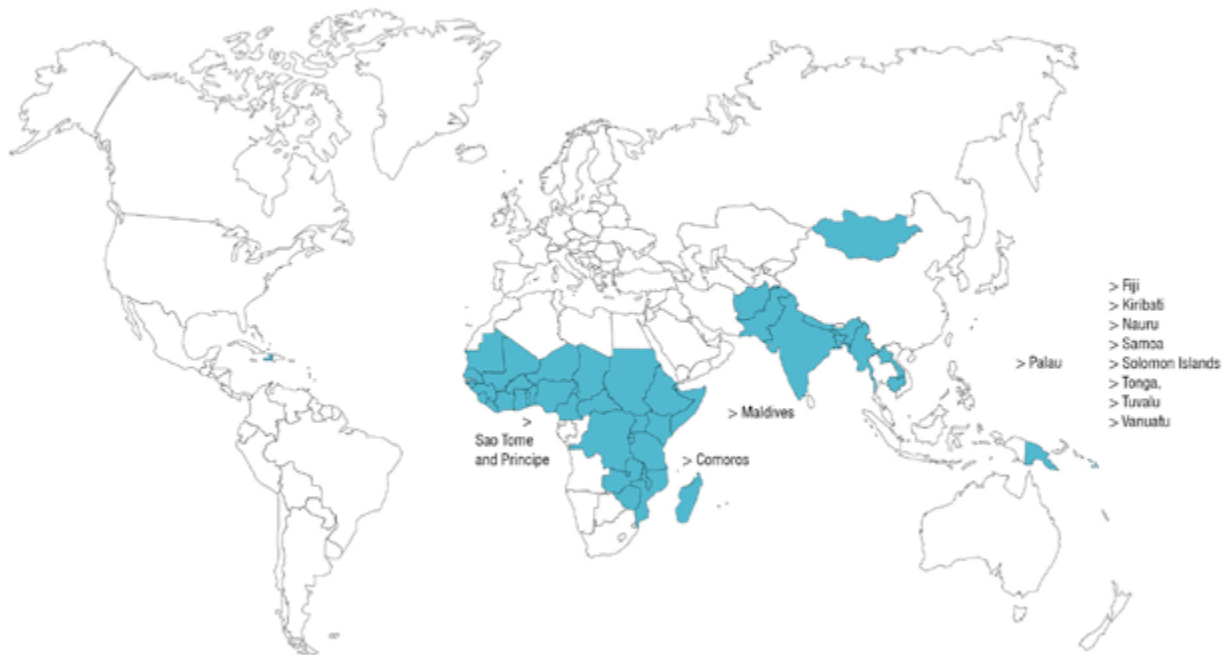 > Fiji
> Kiribati
> Nauru
> Samoa
> Solomon Islands
> Tonga,
> Tuvalu
> Vanuatu
> Palau
> Maldives
>
Sao Tome
and Principe
> Comoros